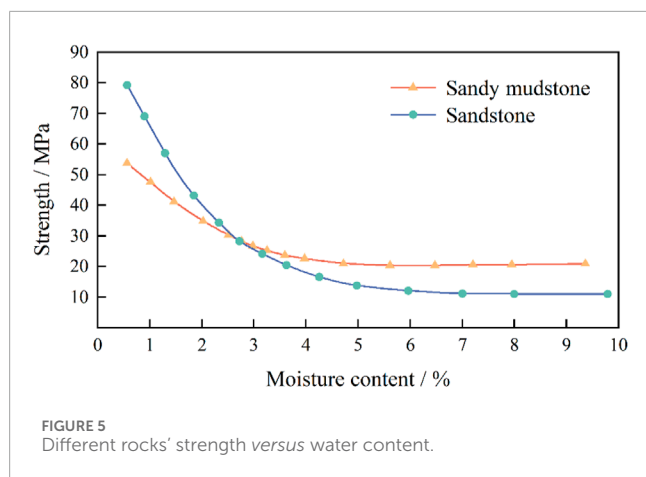 90
80
70
60
50
40
30
20
10
Strength / MPa
Sandy mudstone
Sandstone
0 1 2 3 4 5 6 7 8 9 10
Moisture content / %
FIGURE 5
Different rocks' strength versus water content.